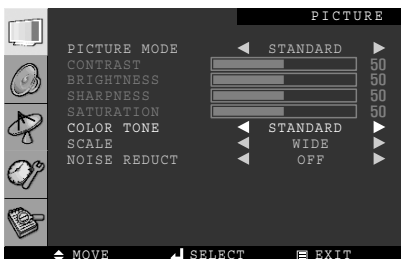 PICTURE
PICTURE MODE STANDARD
CONTRAST 50
BRIGHTNESS 50
SHARPNESS 50
SATURATION 50
COLOR TONE STANDARD
SCALE WIDE
NOISE REDUCT OFF
MOVE SELECT EXIT